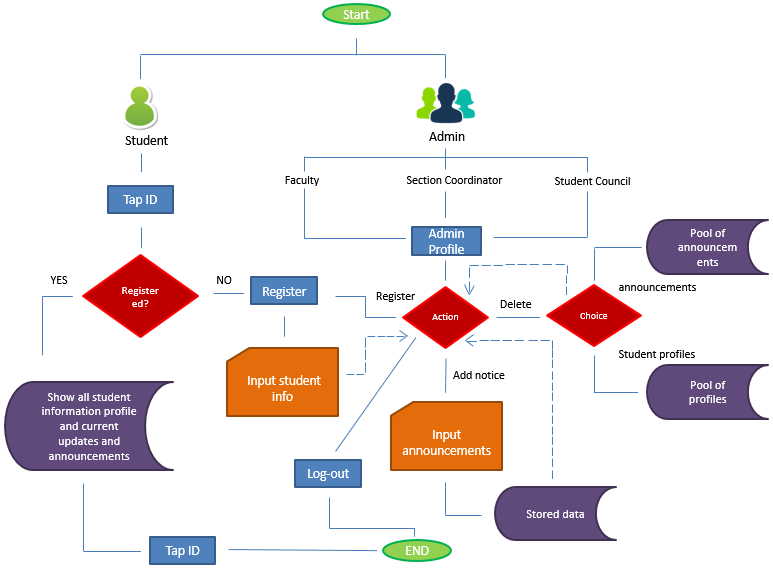 Start
Student
Admin
Faculty
Section Coordinator
Student Council
Tap ID
Admin
Profile
Pool of
announcem
ents
YES
Register
ed?
NO
Register
Register
Action
Delete
Choice
announcements
Student profiles
Input student
info
Add notice
Pool of
profiles
Show all student
information profile
and current
updates and
announcements
Input
announcements
Log-out
Stored data
Tap ID
END